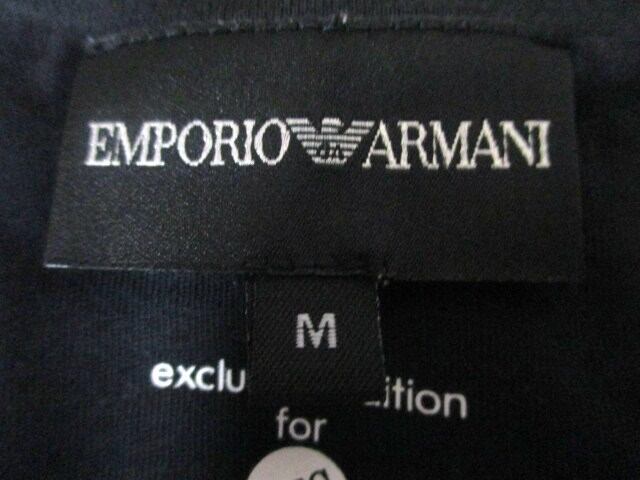 EMPORIO ARMANI
M
exclu ition
for